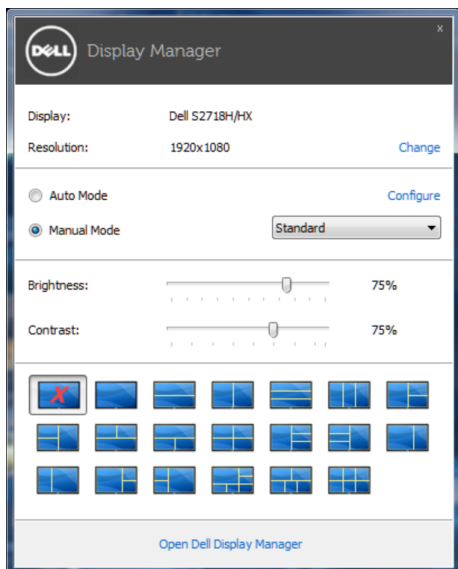 x
DELL Display Manager
Display: Dell S2718H/HX
Resolution: 1920x1080 Change
Auto Mode Configure
Manual Mode Standard
Brightness: 75%
Contrast: 75%
X
Open Dell Display Manager